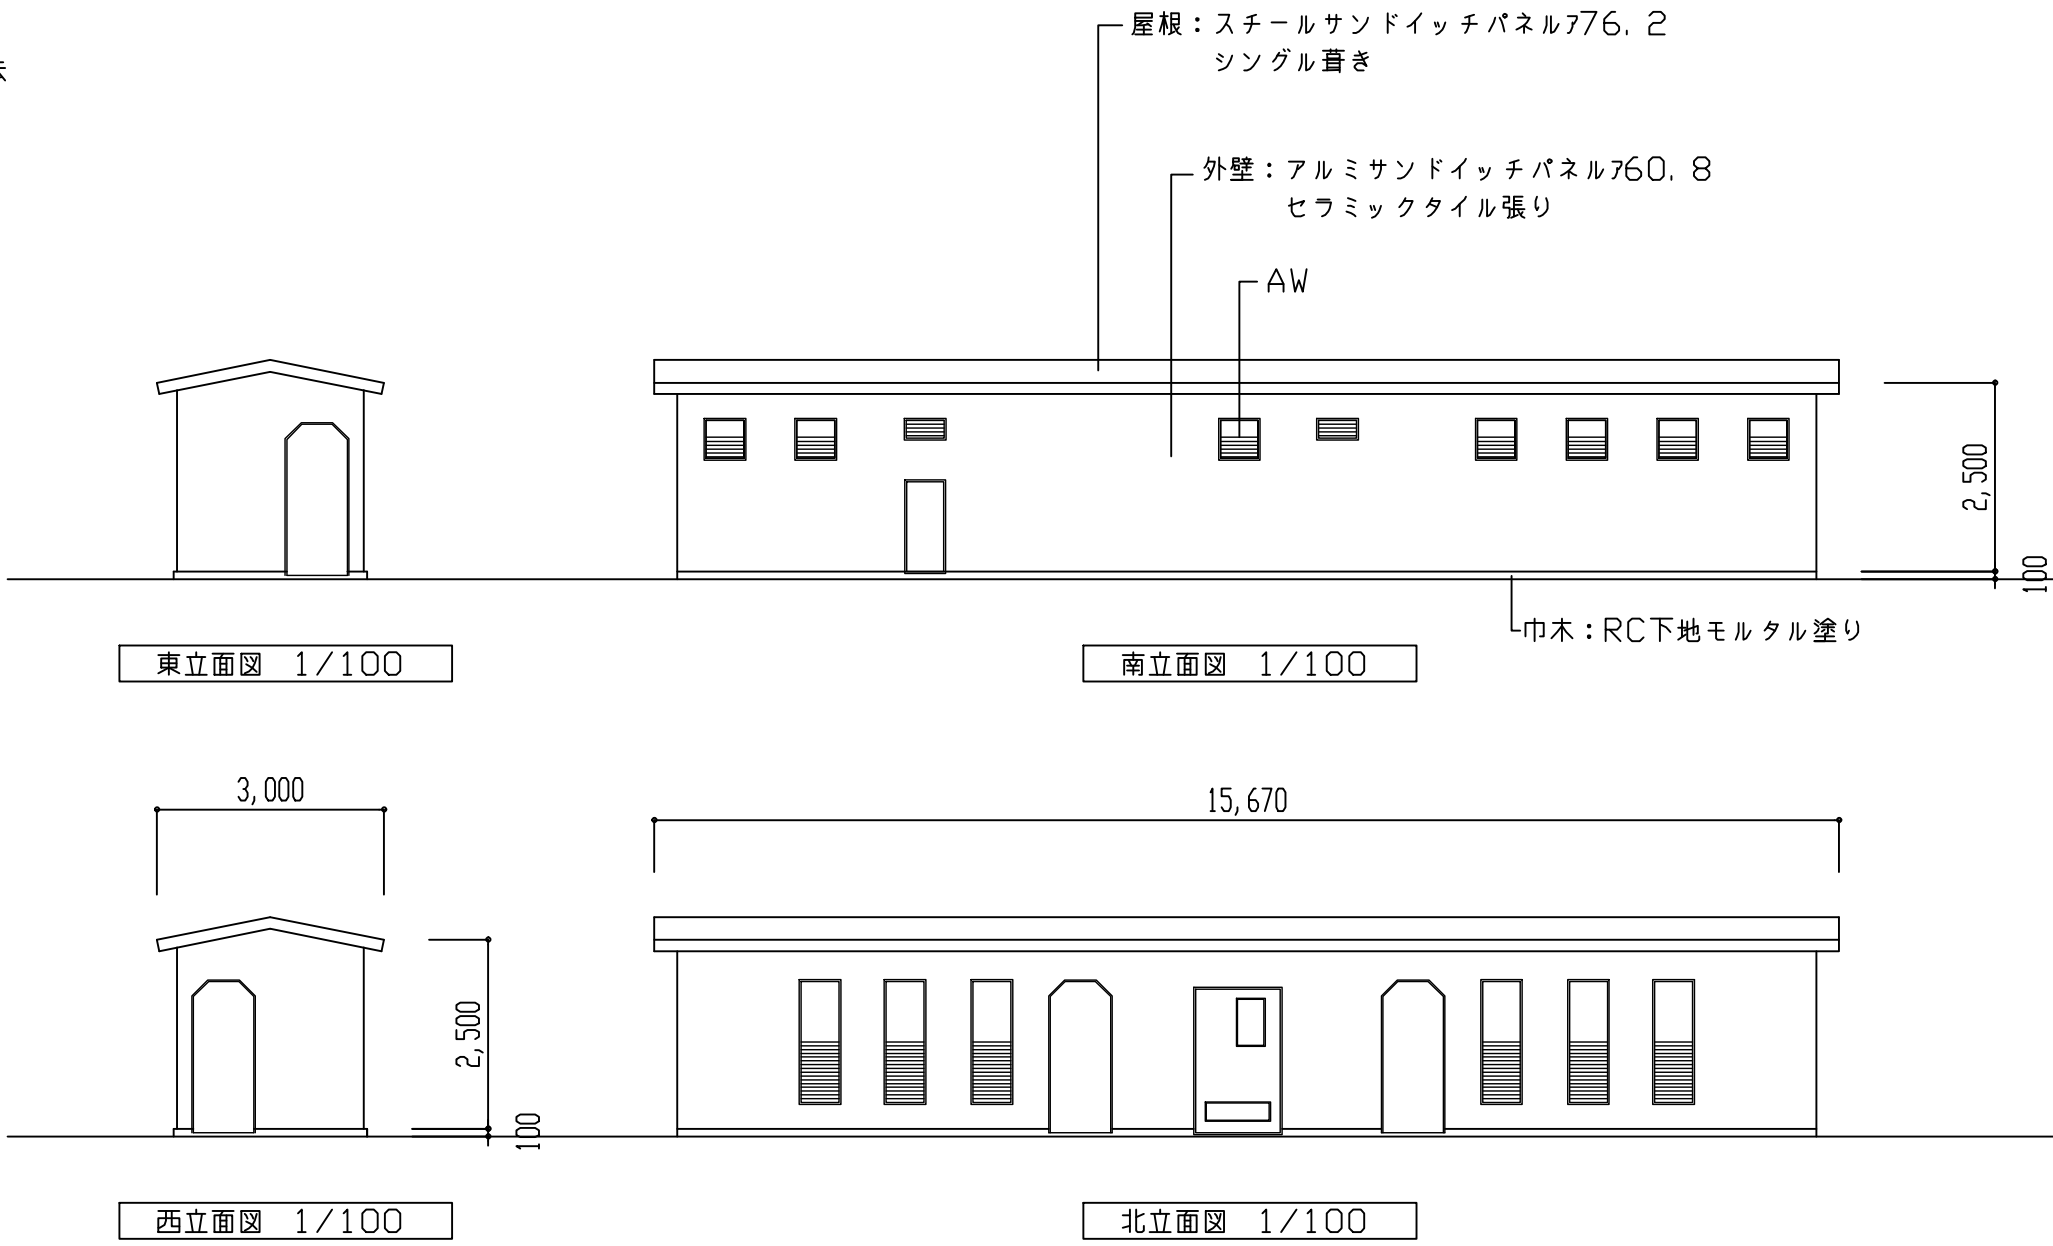 屋根：スチールサンドイッチパネルｱ76.2
シングル葺き
外壁：アルミサンドイッチパネルｱ60.8
セラミックタイル張り
AW
2,500
100
巾木：RC下地モルタル塗り
東立面図 1/100
南立面図 1/100
3,000
15,670
2,500
100
西立面図 1/100
北立面図 1/100